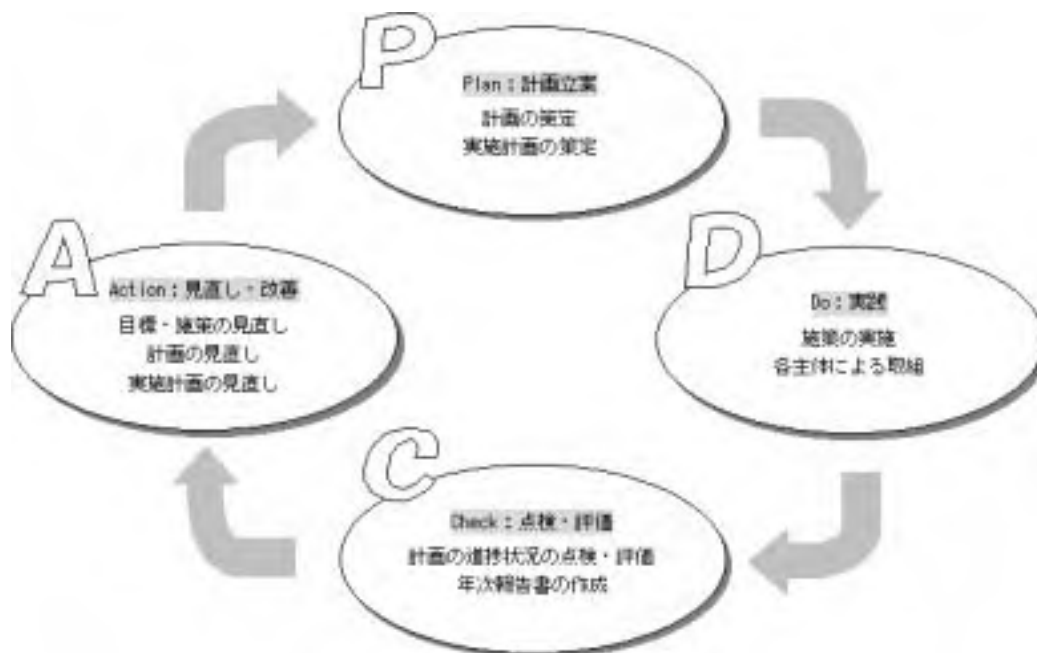 P
Plan：計画立案
計画の策定
実施計画の策定
D
Do：実践
施策の実施
各主体による取組
C
Check：点検・評価
計画の進捗状況の点検・評価
年次報告書の作成
A
Action：見直し・改善
目標・施策の見直し
計画の見直し
実施計画の見直し